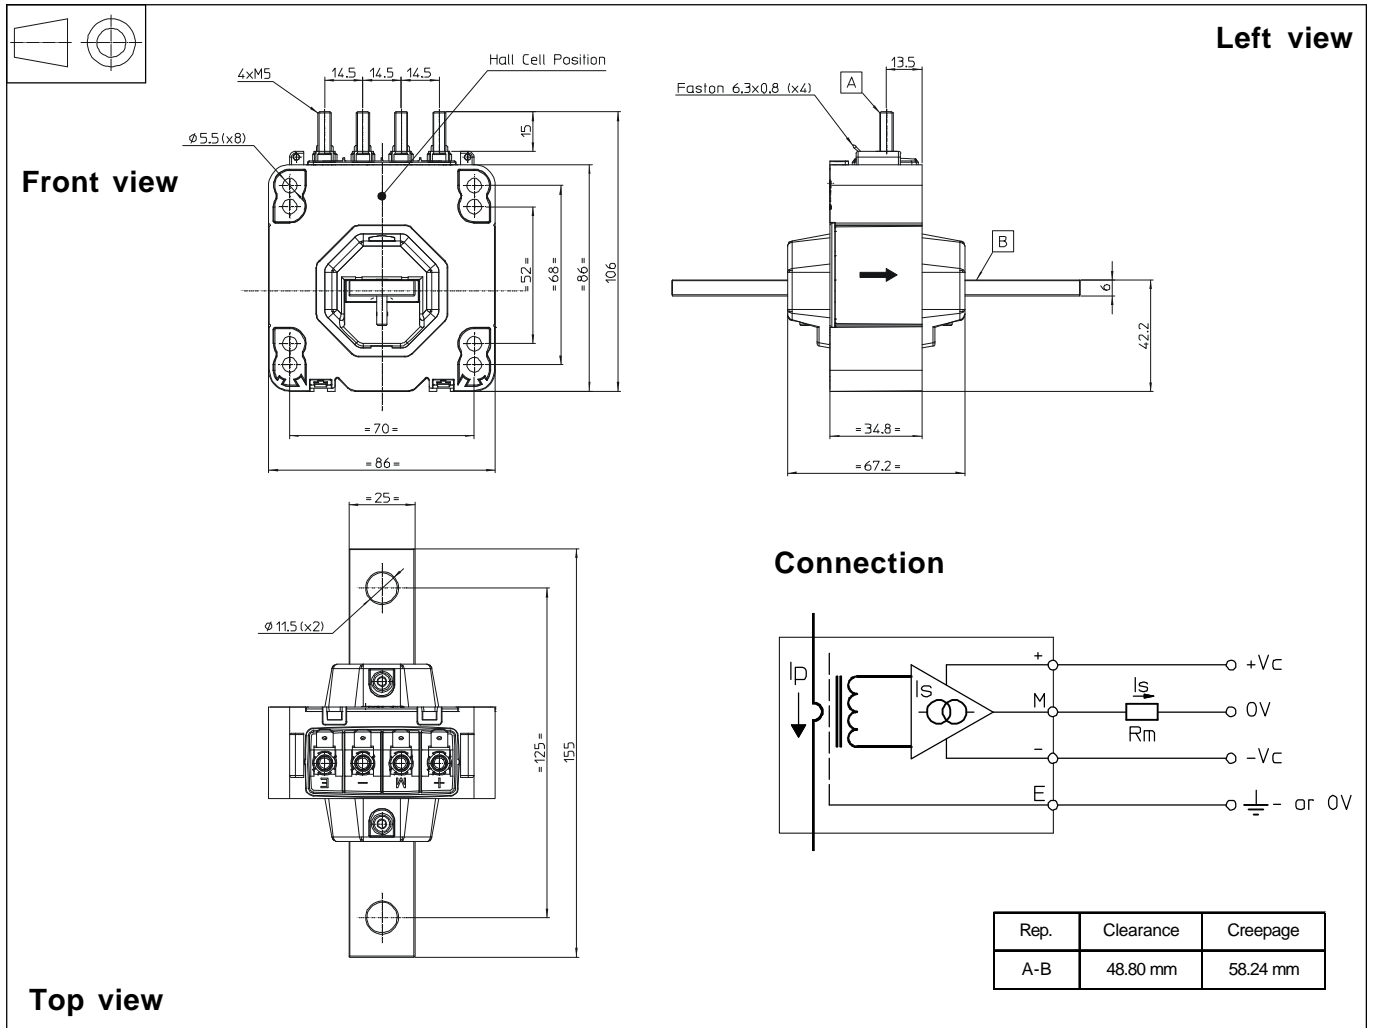 Left view
Front view
4xM5
14.5
14.5
14.5
Hall Cell Position
ø5.5(x8)
15
=52=
=68=
=86=
106
=70=
=86=
Faston 6,3x0,8 (x4)
A
13.5
B
6
42.2
=34.8=
=67.2=
=25=
ø11.5(x2)
=125=
155
E
-
M
+
Top view
Connection
Ip
Is
+
M
-
E
Is
Rm
+Vc
0V
-Vc
- or 0V
Rep. Clearance Creepage
A-B 48.80 mm 58.24 mm